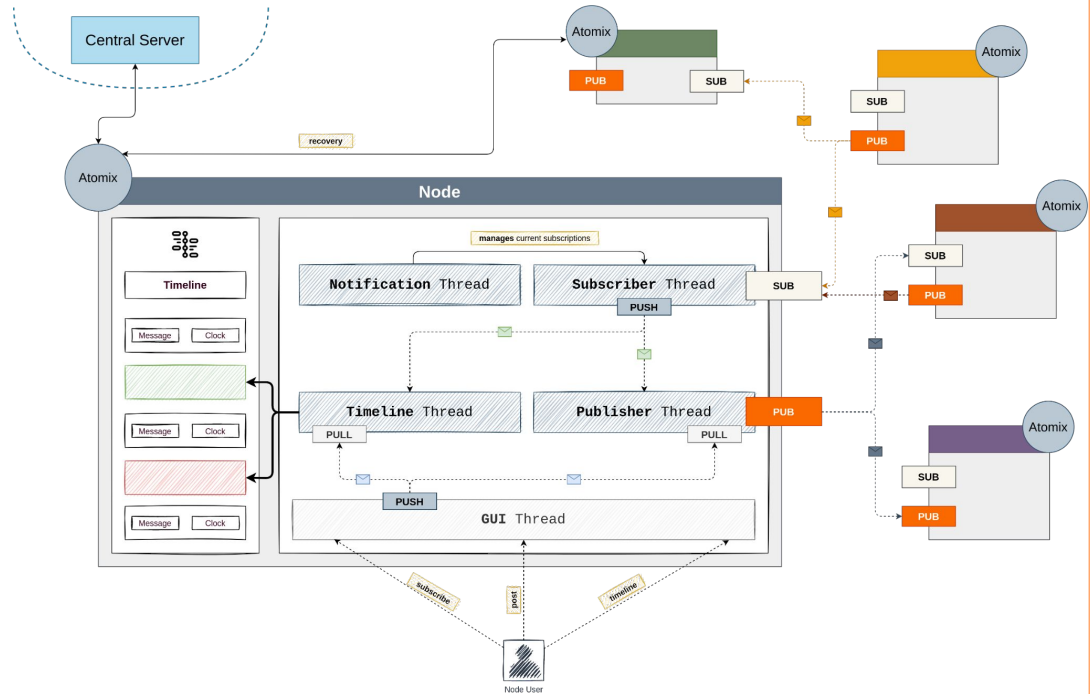 Central Server
Atomix
Atomix
PUB
SUB
SUB
PUB
recovery
Atomix
Node
Atomix
Timeline
manages current subscriptions
Notification Thread
Subscriber Thread
SUB
PUSH
SUB
PUB
Message
Clock
Timeline Thread
Publisher Thread
PUB
PULL
PULL
Message
Clock
Atomix
SUB
PUB
PUSH
GUI Thread
Message
Clock
subscribe
post
timeline
Node User